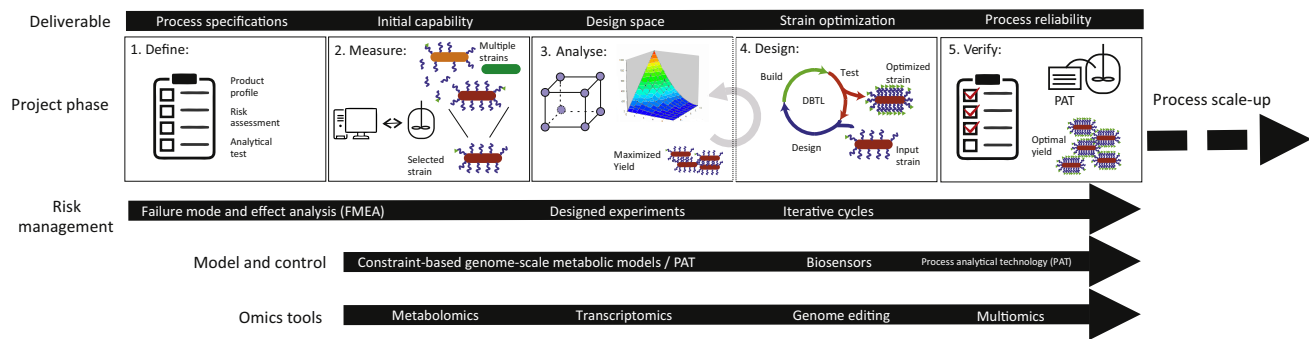 Deliverable
Process specifications
Initial capability
Design space
Strain optimization
Process reliability
Project phase
1. Define:
Product
profile
Risk
assessment
Analytical
test
2. Measure:
Multiple
strains
Selected
strain
3. Analyse:
Maximized
Yield
4. Design:
Build
Test
DBTL
Design
Optimized
strain
Input
strain
5. Verify:
PAT
Optimal
yield
Process scale-up
Risk
management
Failure mode and effect analysis (FMEA)
Designed experiments
Iterative cycles
Model and control
Constraint-based genome-scale metabolic models / PAT
Biosensors
Process analytical technology (PAT)
Omics tools
Metabolomics
Transcriptomics
Genome editing
Multiomics